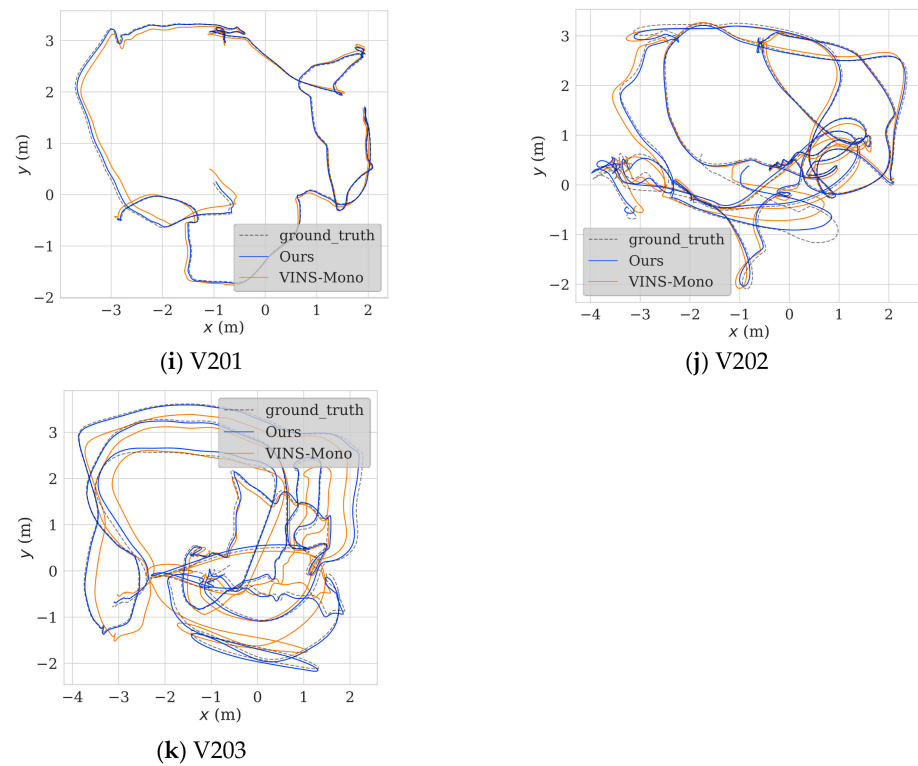 3
2
1
0
−1
−2
y (m)
ground_truth
Ours
VINS-Mono
−4 −3 −2 −1 0 1 2
x (m)
(i) V201
3
2
1
0
−1
−2
y (m)
ground_truth
Ours
VINS-Mono
−4 −3 −2 −1 0 1 2
x (m)
(j) V202
3
2
1
0
−1
−2
y (m)
ground_truth
Ours
VINS-Mono
−4 −3 −2 −1 0 1 2
x (m)
(k) V203